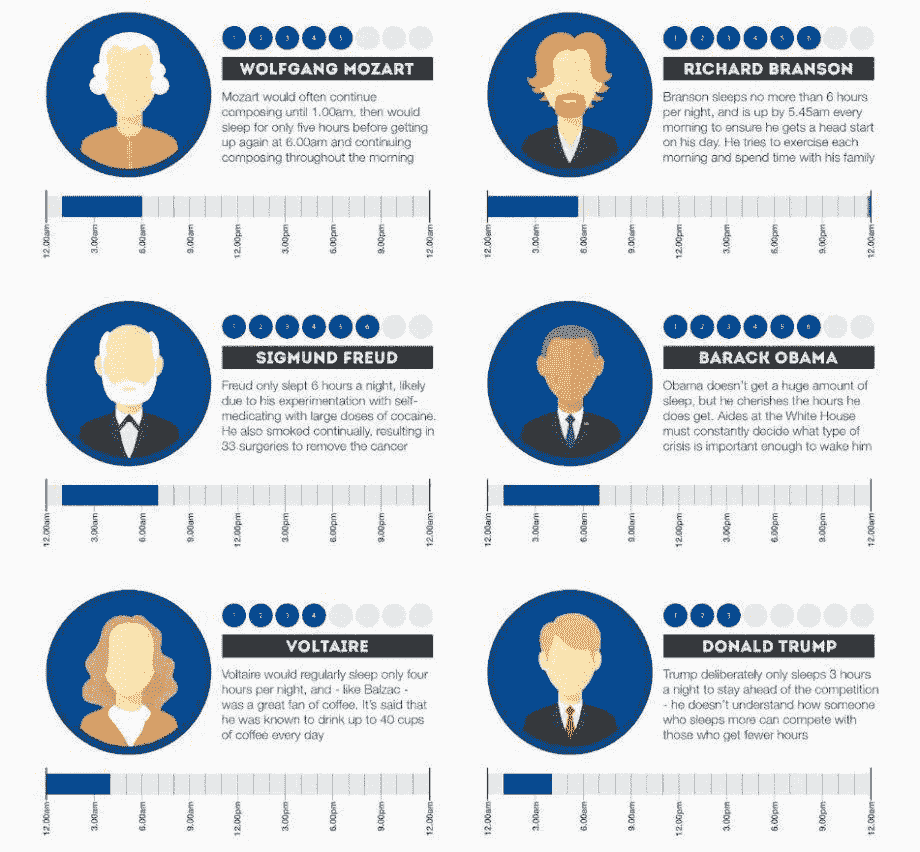 1 2 3 4 5
WOLFGANG MOZART
Mozart would often continue
composing until 1.00am, then would
sleep for only five hours before getting
up again at 6.00am and continuing
composing throughout the morning
12.00am 3.00am 6.00am 9.00am 12.00pm 3.00pm 6.00pm 9.00pm 12.00am
1 2 3 4 5 6
RICHARD BRANSON
Branson sleeps no more than 6 hours
per night, and is up by 5.45am every
morning to ensure he gets a head start
on his day. He tries to exercise each
morning and spend time with his family
12.00am 3.00am 6.00am 9.00am 12.00pm 3.00pm 6.00pm 9.00pm 12.00am
1 2 3 4 5 6
SIGMUND FREUD
Freud only slept 6 hours a night, likely
due to his experimentation with self-
medicating with large doses of cocaine.
He also smoked continually, resulting in
33 surgeries to remove the cancer
12.00am 3.00am 6.00am 9.00am 12.00pm 3.00pm 6.00pm 9.00pm 12.00am
1 2 3 4 5 6
BARACK OBAMA
Obama doesn't get a huge amount of
sleep, but he cherishes the hours he
does get. Aides at the White House
must constantly decide what type of
crisis is important enough to wake him
12.00am 3.00am 6.00am 9.00am 12.00pm 3.00pm 6.00pm 9.00pm 12.00am
1 2 3 4
VOLTAIRE
Voltaire would regularly sleep only four
hours per night, and - like Balzac -
was a great fan of coffee. It's said that
he was known to drink up to 40 cups
of coffee every day
12.00am 3.00am 6.00am 9.00am 12.00pm 3.00pm 6.00pm 9.00pm 12.00am
1 2 3
DONALD TRUMP
Trump deliberately only sleeps 3 hours
a night to stay ahead of the competition
- he doesn't understand how someone
who sleeps more can compete with
those who get fewer hours
12.00am 3.00am 6.00am 9.00am 12.00pm 3.00pm 6.00pm 9.00pm 12.00am